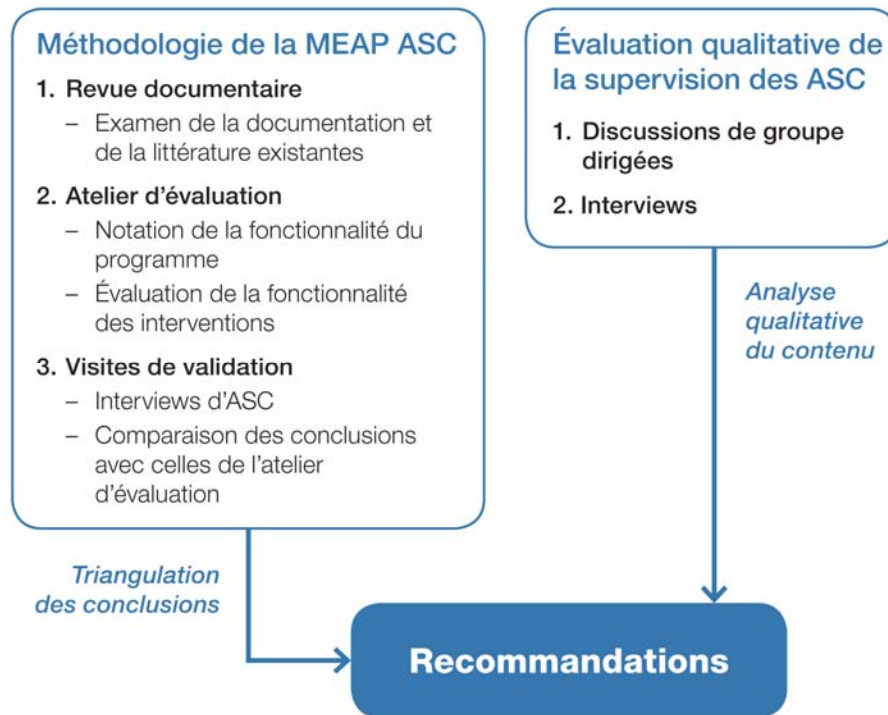 Méthodologie de la MEAP ASC
1. Revue documentaire
– Examen de la documentation et
de la littérature existantes
2. Atelier d’évaluation
– Notation de la fonctionnalité du
programme
– Évaluation de la fonctionnalité
des interventions
3. Visites de validation
– Interviews d’ASC
– Comparaison des conclusions
avec celles de l’atelier
d’évaluation
Évaluation qualitative de
la supervision des ASC
1. Discussions de groupe
dirigées
2. Interviews
Analyse
qualitative
du contenu
Triangulation
des conclusions
Recommandations